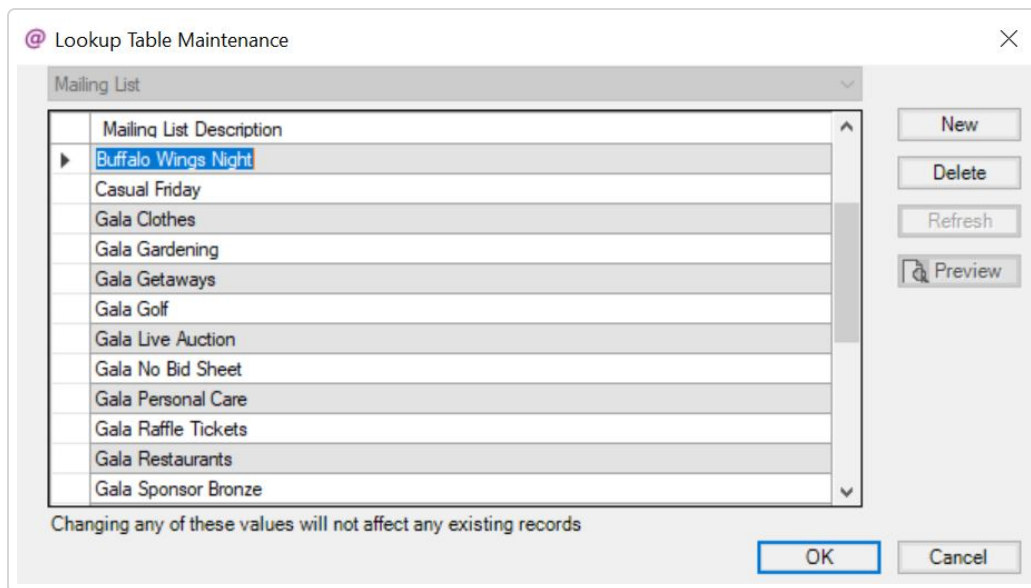 @ Lookup Table Maintenance
Mailing List
Mailing List Description
New
Buffalo Wings Night
Delete
Casual Friday
Gala Clothes
Refresh
Gala Gardening
Gala Getaways
Preview
Gala Golf
Gala Live Auction
Gala No Bid Sheet
Gala Personal Care
Gala Raffle Tickets
Gala Restaurants
Gala Sponsor Bronze
Changing any of these values will not affect any existing records
OK
Cancel